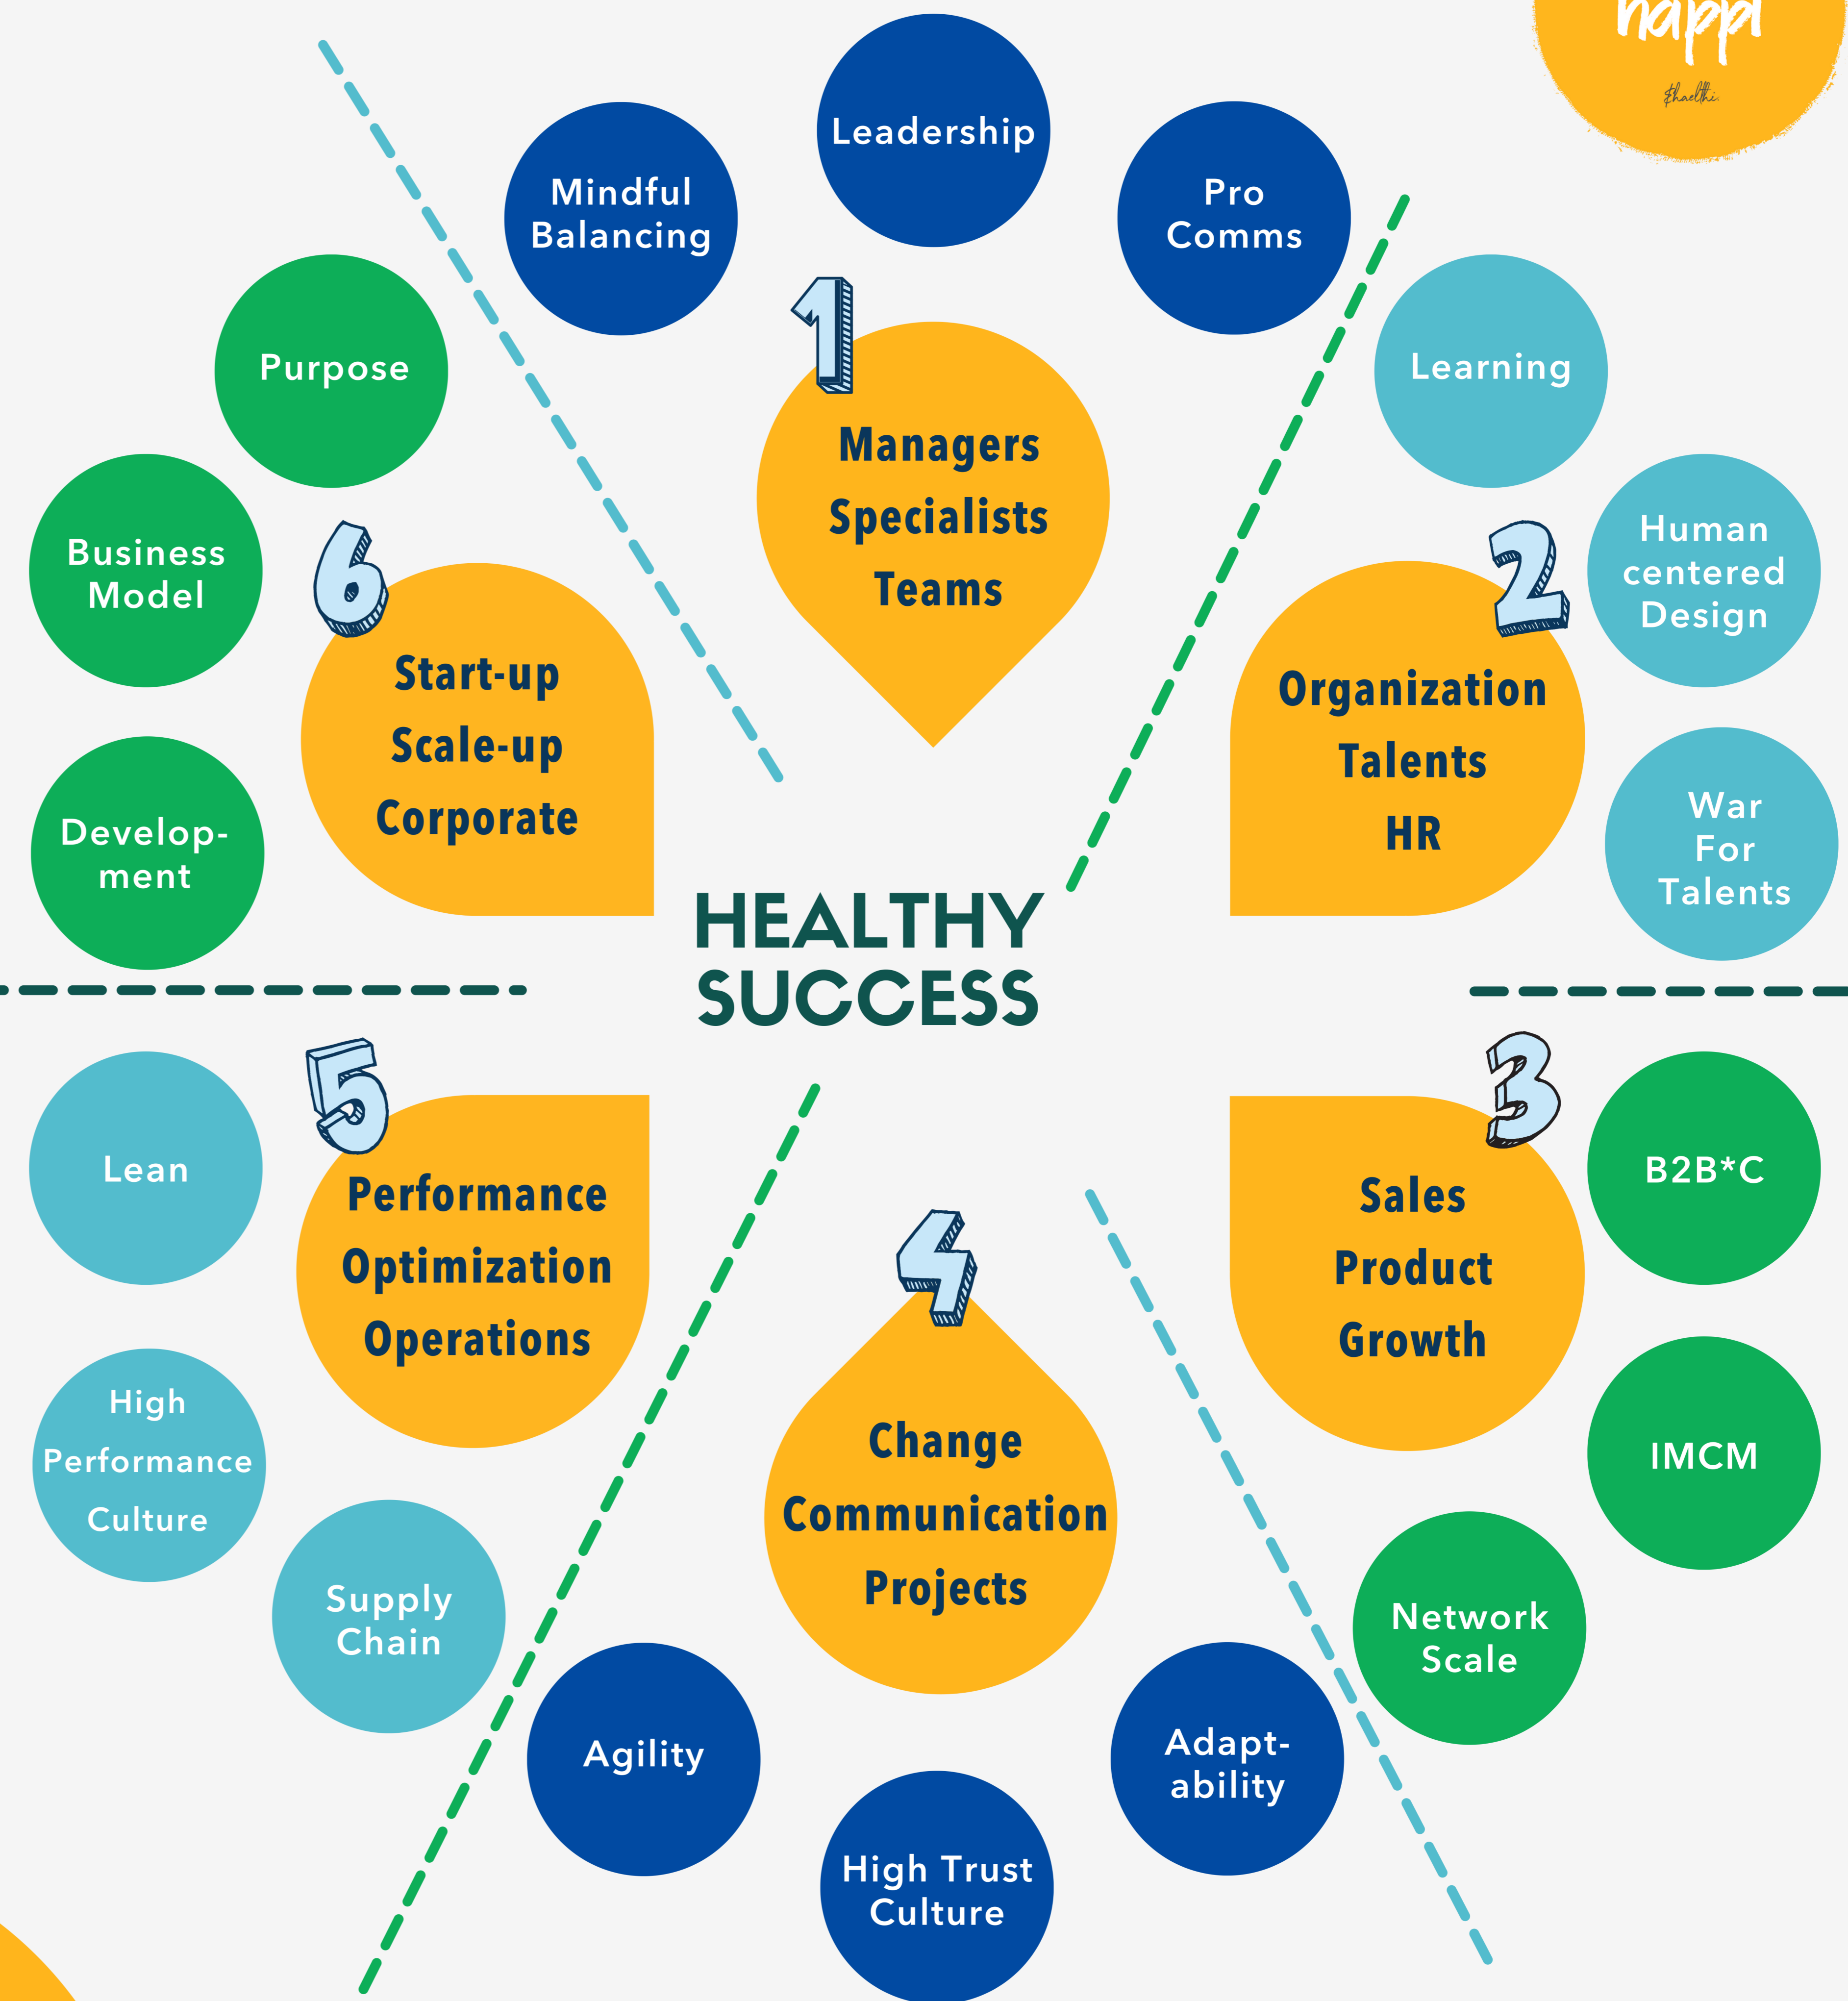 happi
&haelthi.
Leadership
Mindful
Balancing
Pro
Comms
1
Managers
Specialists
Teams
Learning
Human
centered
Design
War
For
Talents
2
Organization
Talents
HR
Purpose
Business
Model
Develop-
ment
6
Start-up
Scale-up
Corporate
HEALTHY
SUCCESS
5
Performance
Optimization
Operations
Lean
High
Performance
Culture
Supply
Chain
4
Change
Communication
Projects
Agility
High Trust
Culture
Adapt-
ability
3
Sales
Product
Growth
B2B*C
IMCM
Network
Scale